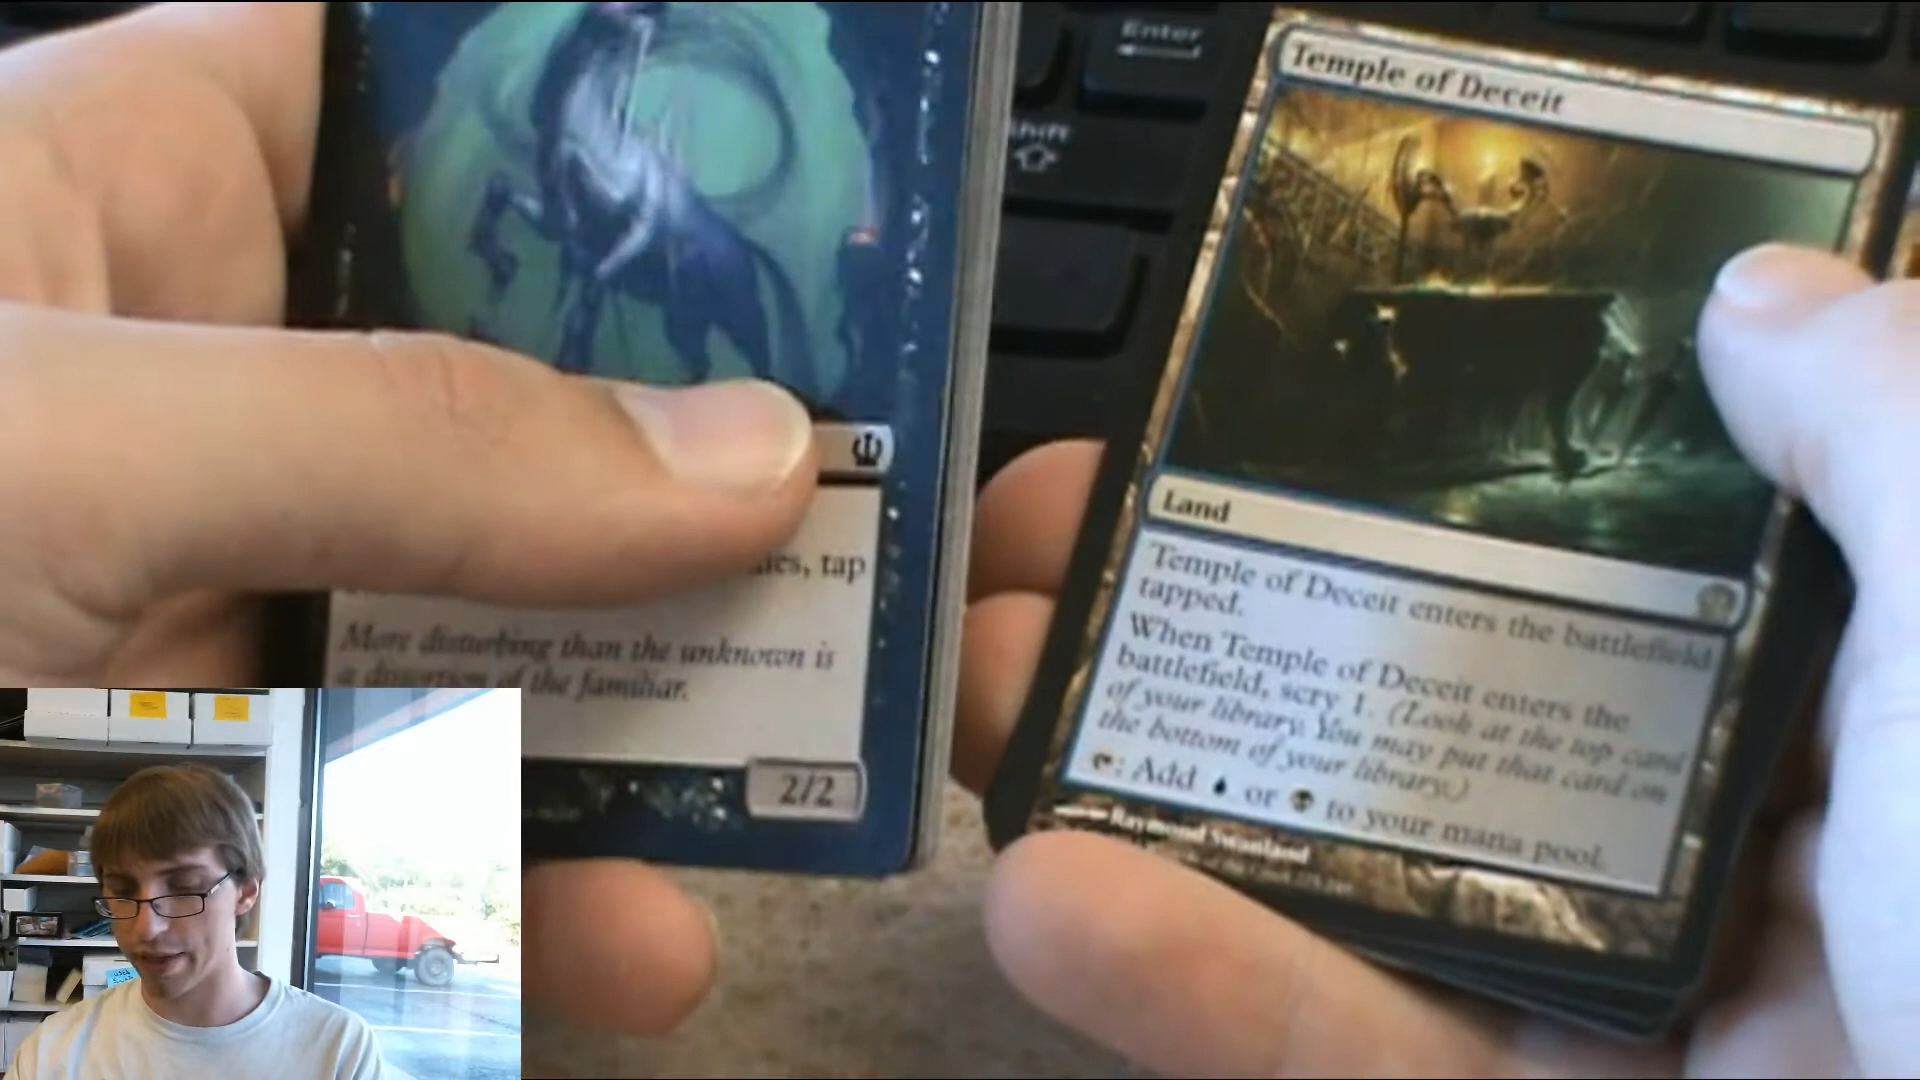 Enter
Shift
Temple of Deceit
Land
Temple of Deceit enters the battlefield
tapped.
When Temple of Deceit enters the
battlefield, scry 1. (Look at the top card
of your library. You may put that card on
the bottom of your library.)
: Add or to your mana pool.
Raymond Swanland
tap
More disturbing than the unknown is
a distortion of the familiar.
2/2